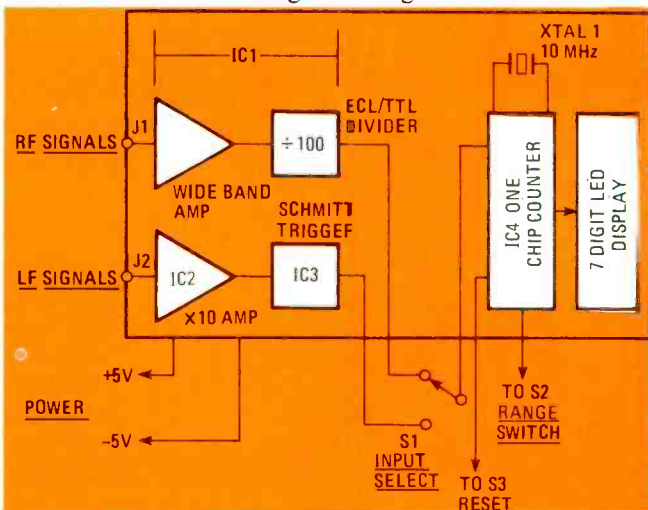 XTAL 1
10 MHz
IC1
ECL/TTL
DIVIDER
J1
RF SIGNALS
÷100
WIDE BAND
AMP
SCHMITT
TRIGGER
IC4 ONE
CHIP COUNTER
7 DIGIT LED
DISPLAY
J2
LF SIGNALS
IC2
IC3
X10 AMP
+5V
POWER
-5V
S1
INPUT
SELECT
TO S2
RANGE
SWITCH
TO S3
RESET